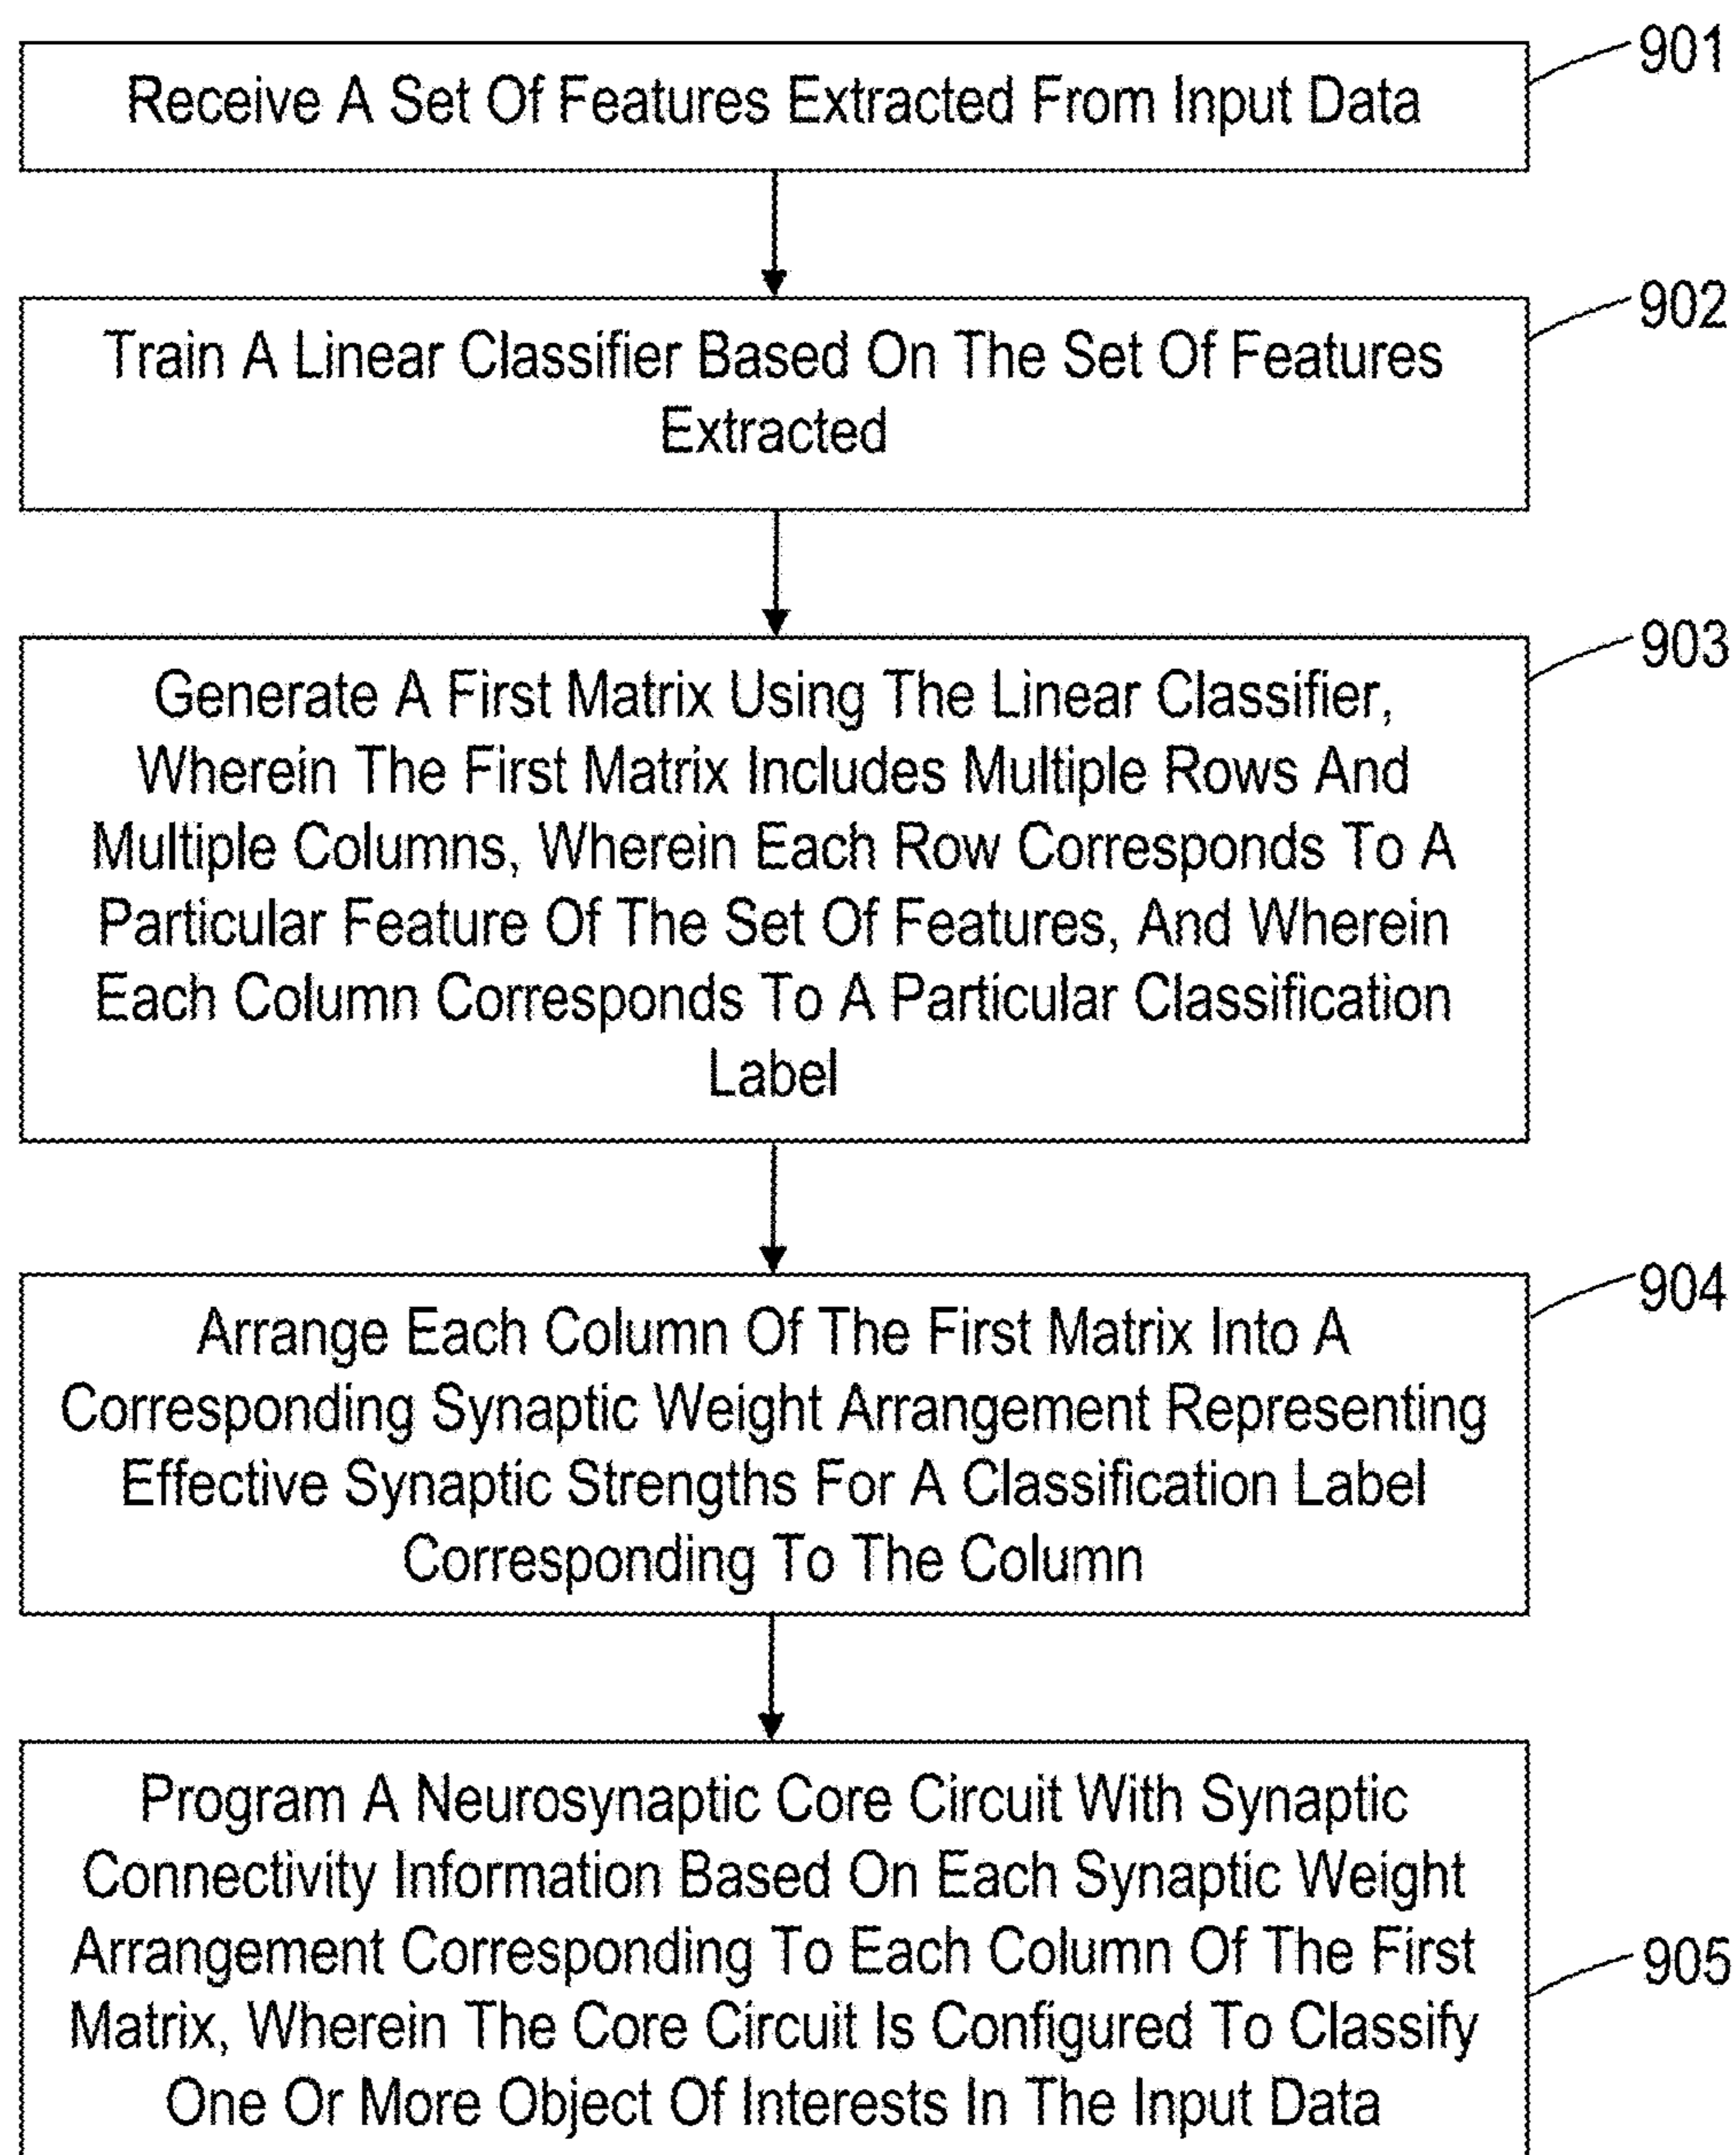 901
Receive A Set Of Features Extracted From Input Data
902
Train A Linear Classifier Based On The Set Of Features
Extracted
903
Generate A First Matrix Using The Linear Classifier,
Wherein The First Matrix Includes Multiple Rows And
Multiple Columns, Wherein Each Row Corresponds To A
Particular Feature Of The Set Of Features, And Wherein
Each Column Corresponds To A Particular Classification
Label
904
Arrange Each Column Of The First Matrix Into A
Corresponding Synaptic Weight Arrangement Representing
Effective Synaptic Strengths For A Classification Label
Corresponding To The Column
Program A Neurosynaptic Core Circuit With Synaptic
Connectivity Information Based On Each Synaptic Weight
Arrangement Corresponding To Each Column Of The First
905
Matrix, Wherein The Core Circuit Is Configured To Classify
One Or More Object Of Interests In The Input Data